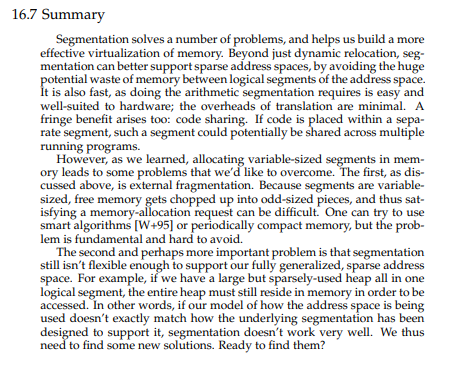 16.7 Summary
Segmentation solves a number of problems, and helps us build a more
effective virtualization of memory. Beyond just dynamic relocation, seg-
mentation can better support sparse address spaces, by avoiding the huge
potential waste of memory between logical segments of the address space.
It is also fast, as doing the arithmetic segmentation requires is easy and
well-suited to hardware; the overheads of translation are minimal. A
fringe benefit arises too: code sharing. If code is placed within a sepa-
rate segment, such a segment could potentially be shared across multiple
running programs.
However, as we learned, allocating variable-sized segments in mem-
ory leads to some problems that we'd like to overcome. The first, as dis-
cussed above, is external fragmentation. Because segments are variable-
sized, free memory gets chopped up into odd-sized pieces, and thus sat-
isfying a memory-allocation request can be difficult. One can try to use
smart algorithms [W+95] or periodically compact memory, but the prob-
lem is fundamental and hard to avoid.
The second and perhaps more important problem is that segmentation
still isn't flexible enough to support our fully generalized, sparse address
space. For example, if we have a large but sparsely-used heap all in one
logical segment, the entire heap must still reside in memory in order to be
accessed. In other words, if our model of how the address space is being
used doesn't exactly match how the underlying segmentation has been
designed to support it, segmentation doesn't work very well. We thus
need to find some new solutions. Ready to find them?